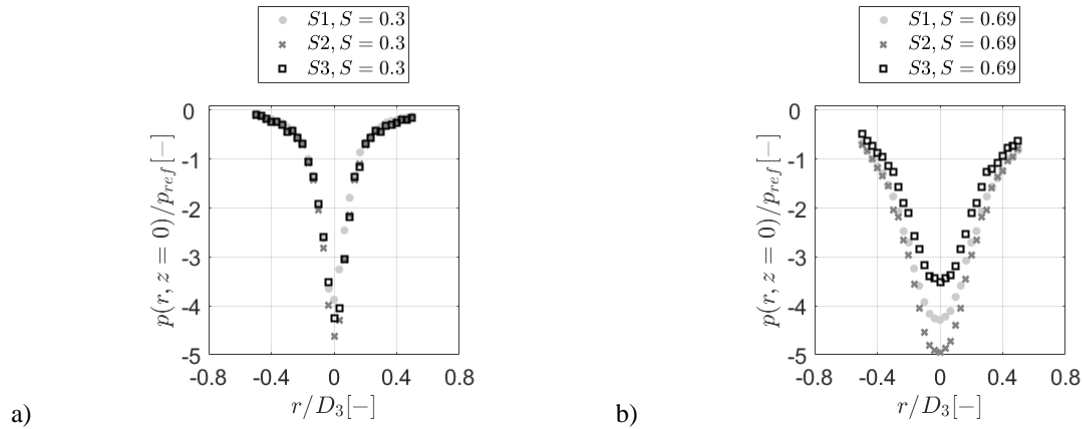 S1, S = 0.3
S2, S = 0.3
S3, S = 0.3
0
-1
-2
-3
-4
-5
p(r, z = 0)/p_ref[−]
-0.8 -0.4 0 0.4 0.8
r/D_3[−]
a)
S1, S = 0.69
S2, S = 0.69
S3, S = 0.69
0
-1
-2
-3
-4
-5
p(r, z = 0)/p_ref[−]
-0.8 -0.4 0 0.4 0.8
r/D_3[−]
b)